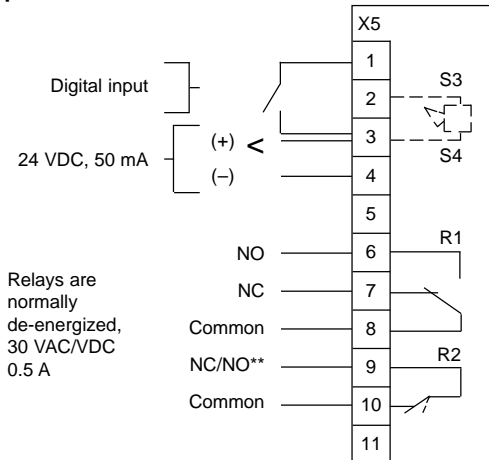 X5
1
Digital input
2
S3
(+) <
3
24 VDC, 50 mA
S4
(–)
4
5
NO
6
R1
NC
7
Relays are
normally
de-energized,
30 VAC/VDC
0.5 A
Common
8
NC/NO**
9
R2
Common
10
11